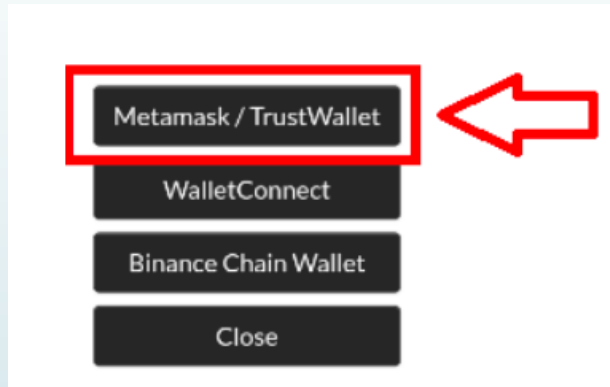 Metamask / TrustWallet
WalletConnect
Binance Chain Wallet
Close